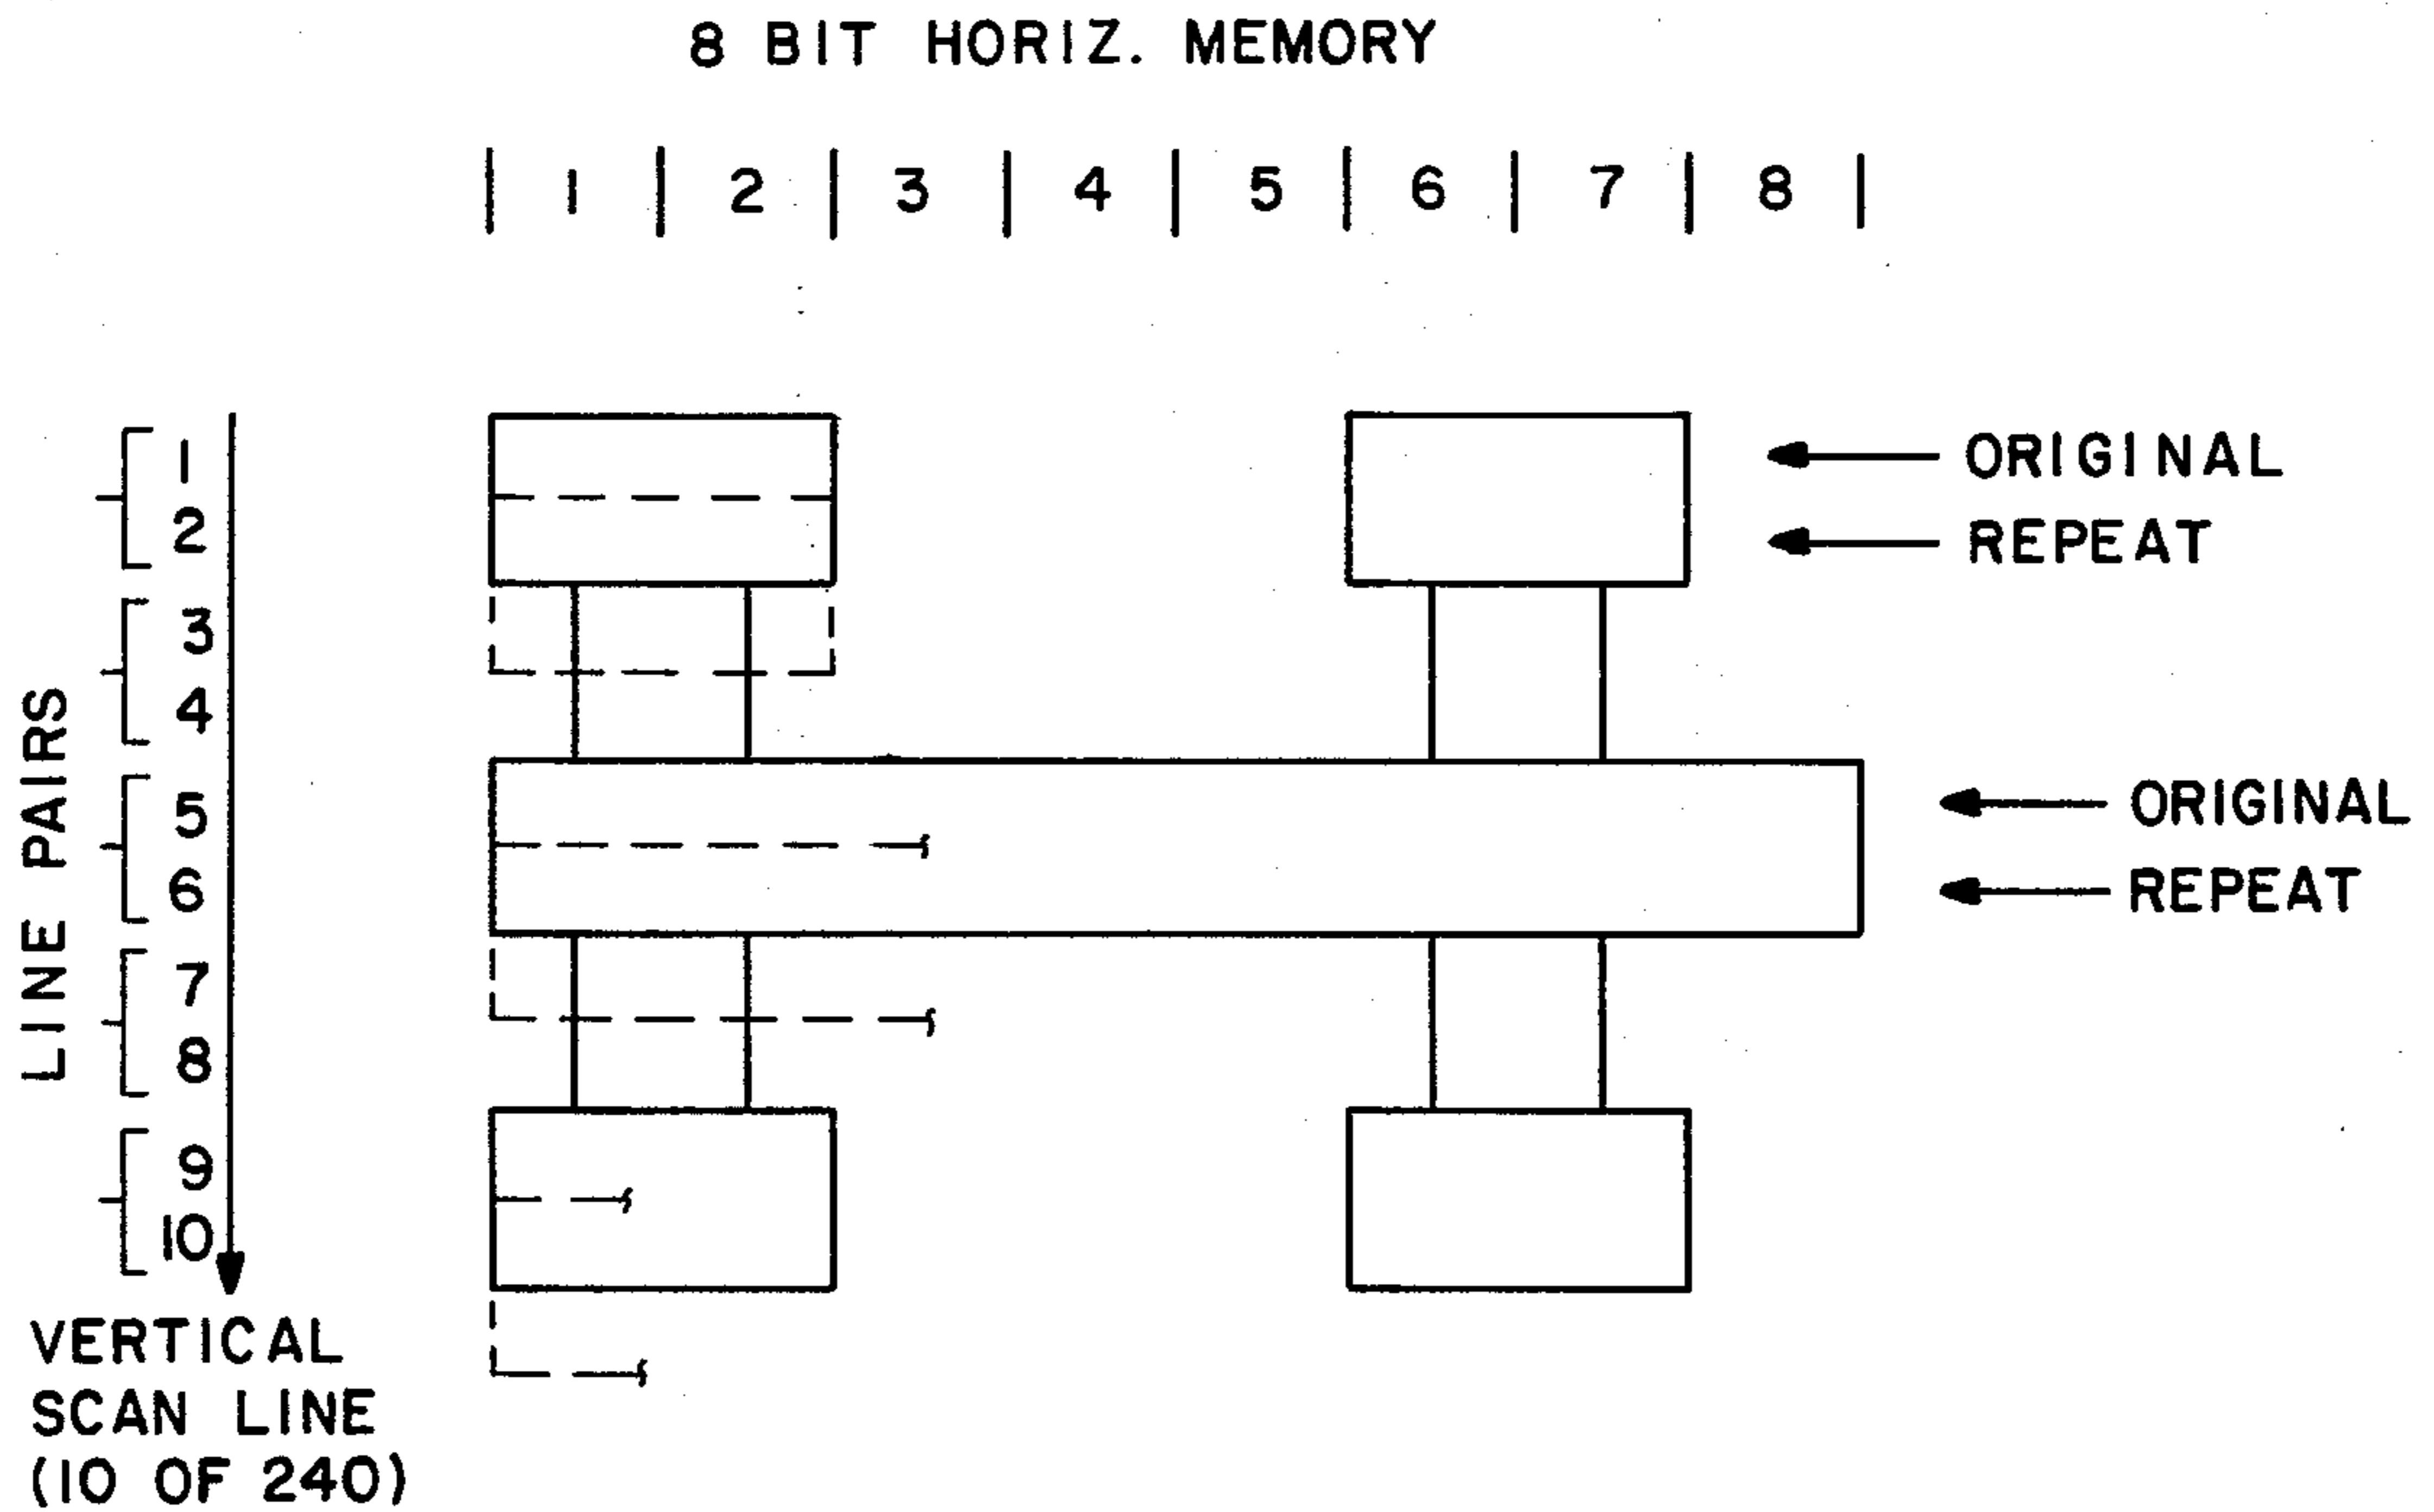 8 BIT HORIZ. MEMORY
1 2 3 4 5 6 7 8
1
ORIGINAL
2
REPEAT
3
4
LINE PAIRS
5
ORIGINAL
6
REPEAT
7
8
9
10
VERTICAL
SCAN LINE
(10 OF 240)